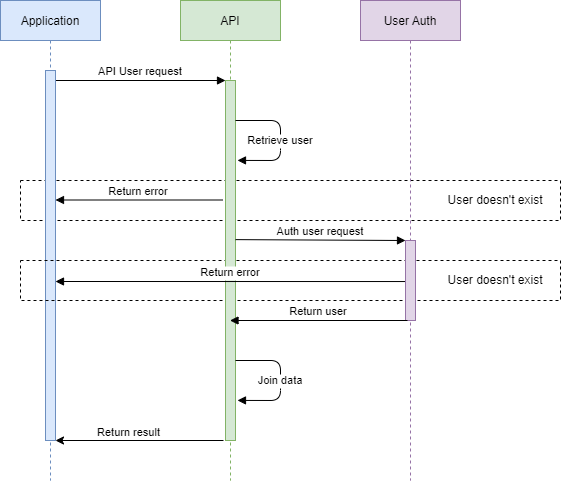 Application
API
User Auth
API User request
Retrieve user
Return error
User doesn't exist
Auth user request
Return error
User doesn't exist
Return user
Join data
Return result